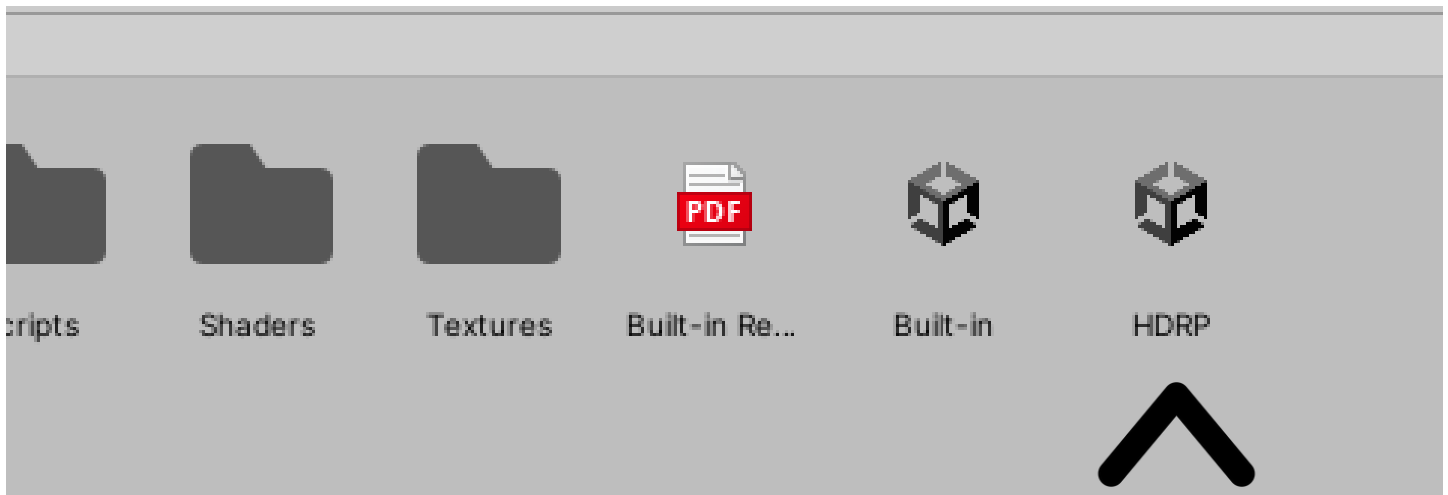 cripts
Shaders
Textures
PDF
Built-in Re...
Built-in
HDRP